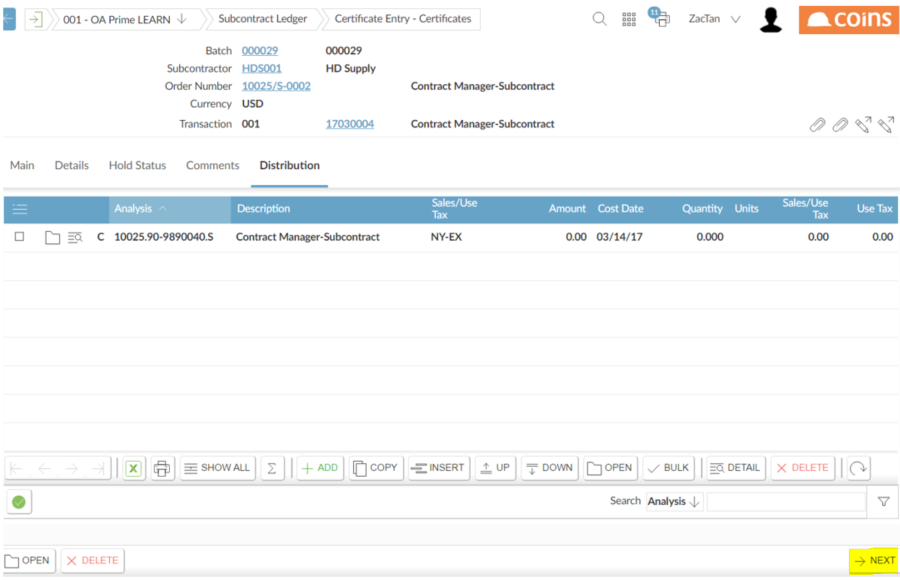 001 - OA Prime LEARN Subcontract Ledger Certificate Entry - Certificates 11 ZacTan coins
Batch 000029 000029
Subcontractor HDS001 HD Supply
Order Number 10025/S-0002 Contract Manager-Subcontract
Currency USD
Transaction 001 17030004 Contract Manager-Subcontract
Main Details Hold Status Comments Distribution
Analysis Description Sales/Use Tax Amount Cost Date Quantity Units Sales/Use Tax Use Tax
C 10025.90-9890040.S Contract Manager-Subcontract NY-EX 0.00 03/14/17 0.000 0.00 0.00
X SHOW ALL Σ + ADD COPY INSERT UP DOWN OPEN BULK DETAIL DELETE
Search Analysis
OPEN DELETE NEXT